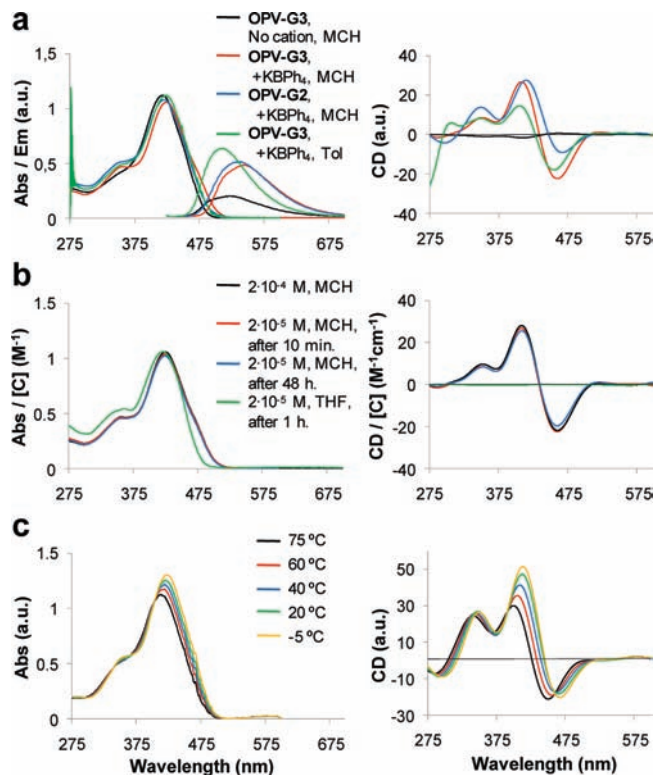 a
OPV-G3,
No cation, MCH
OPV-G3,
+KBPh₄, MCH
OPV-G2,
+KBPh₄, MCH
OPV-G3,
+KBPh₄, Tol
Abs / Em (a.u.)
1,5
1
0,5
0
275 375 475 575 675
CD (a.u.)
40
20
0
-20
-40
275 375 475 575
b
2·10⁻⁴ M, MCH
2·10⁻⁵ M, MCH,
after 10 min.
2·10⁻⁵ M, MCH,
after 48 h.
2·10⁻⁵ M, THF,
after 1 h.
Abs / [C] (M⁻¹)
1.5
1
0.5
0
275 375 475 575 675
CD / [C] (M⁻¹cm⁻¹)
40
20
0
-20
-40
275 375 475 575
c
75 ºC
60 ºC
40 ºC
20 ºC
-5 ºC
Abs (a.u.)
1.5
1
0.5
0
275 375 475 575 675
Wavelength (nm)
CD (a.u.)
50
30
10
-10
-30
275 375 475 575
Wavelength (nm)